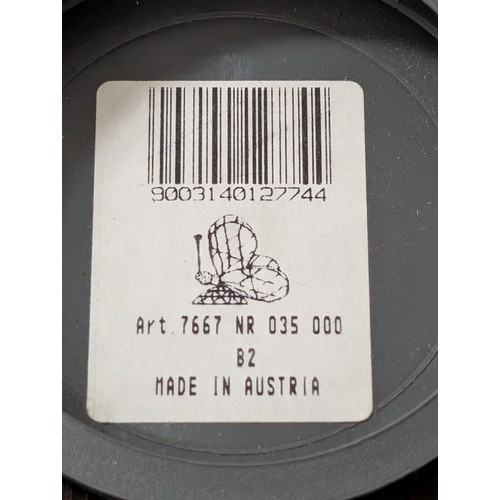 9003140127744
Art.7667 NR 035 000
B2
MADE IN AUSTRIA